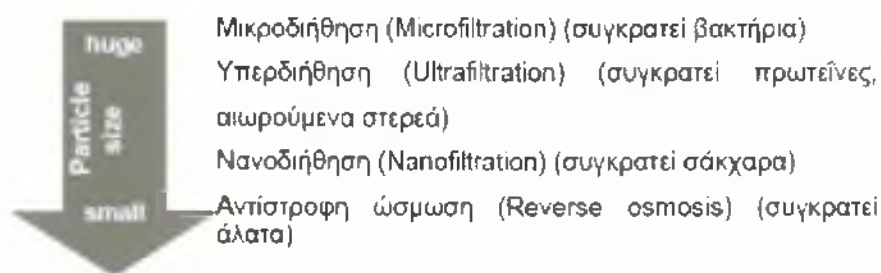 huge
Particle size
small
Μικροδιήθηση (Microfiltration) (συγκρατεί βακτήρια)
Υπερδιήθηση (Ultrafiltration) (συγκρατεί πρωτεΐνες,
αιωρούμενα στερεά)
Νανοδιήθηση (Nanofiltration) (συγκρατεί σάκχαρα)
Αντίστροφη ώσμωση (Reverse osmosis) (συγκρατεί
άλατα)